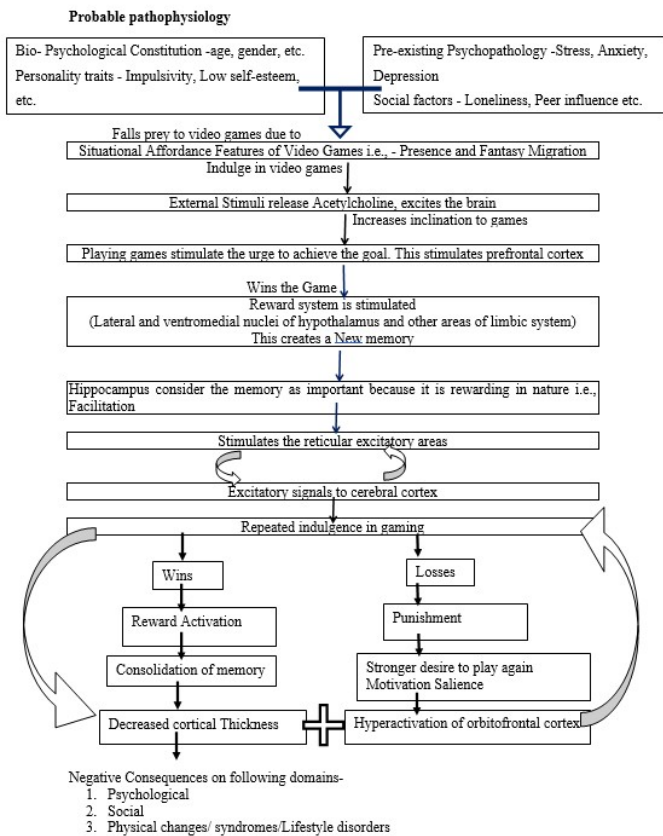 Probable pathophysiology
Bio- Psychological Constitution -age, gender, etc.
Personality traits - Impulsivity, Low self-esteem,
etc.
Pre-existing Psychopathology -Stress, Anxiety,
Depression
Social factors - Loneliness, Peer influence etc.
Falls prey to video games due to
Situational Affordance Features of Video Games i.e., - Presence and Fantasy Migration
Indulge in video games
External Stimuli release Acetylcholine, excites the brain
Increases inclination to games
Playing games stimulate the urge to achieve the goal. This stimulates prefrontal cortex
Wins the Game
Reward system is stimulated
(Lateral and ventromedial nuclei of hypothalamus and other areas of limbic system)
This creates a New memory
Hippocampus consider the memory as important because it is rewarding in nature i.e.,
Facilitation
Stimulates the reticular excitatory areas
Excitatory signals to cerebral cortex
Repeated indulgence in gaming
Wins
Reward Activation
Consolidation of memory
Decreased cortical Thickness
Losses
Punishment
Stronger desire to play again
Motivation Salience
Hyperactivation of orbitofrontal cortex
Negative Consequences on following domains-
1. Psychological
2. Social
3. Physical changes/ syndromes/Lifestyle disorders